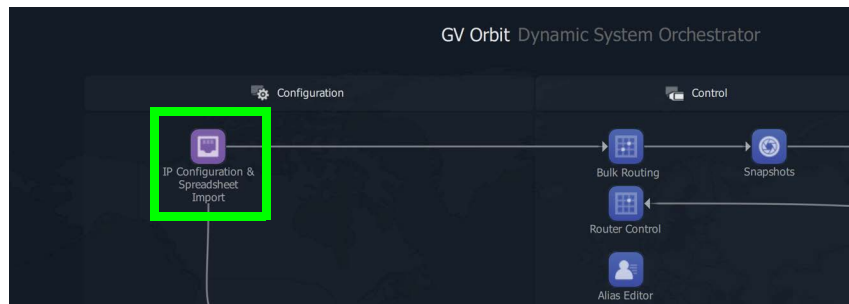 GV Orbit Dynamic System Orchestrator
Configuration
Control
IP Configuration &
Spreadsheet
Import
Bulk Routing
Snapshots
Router Control
Alias Editor